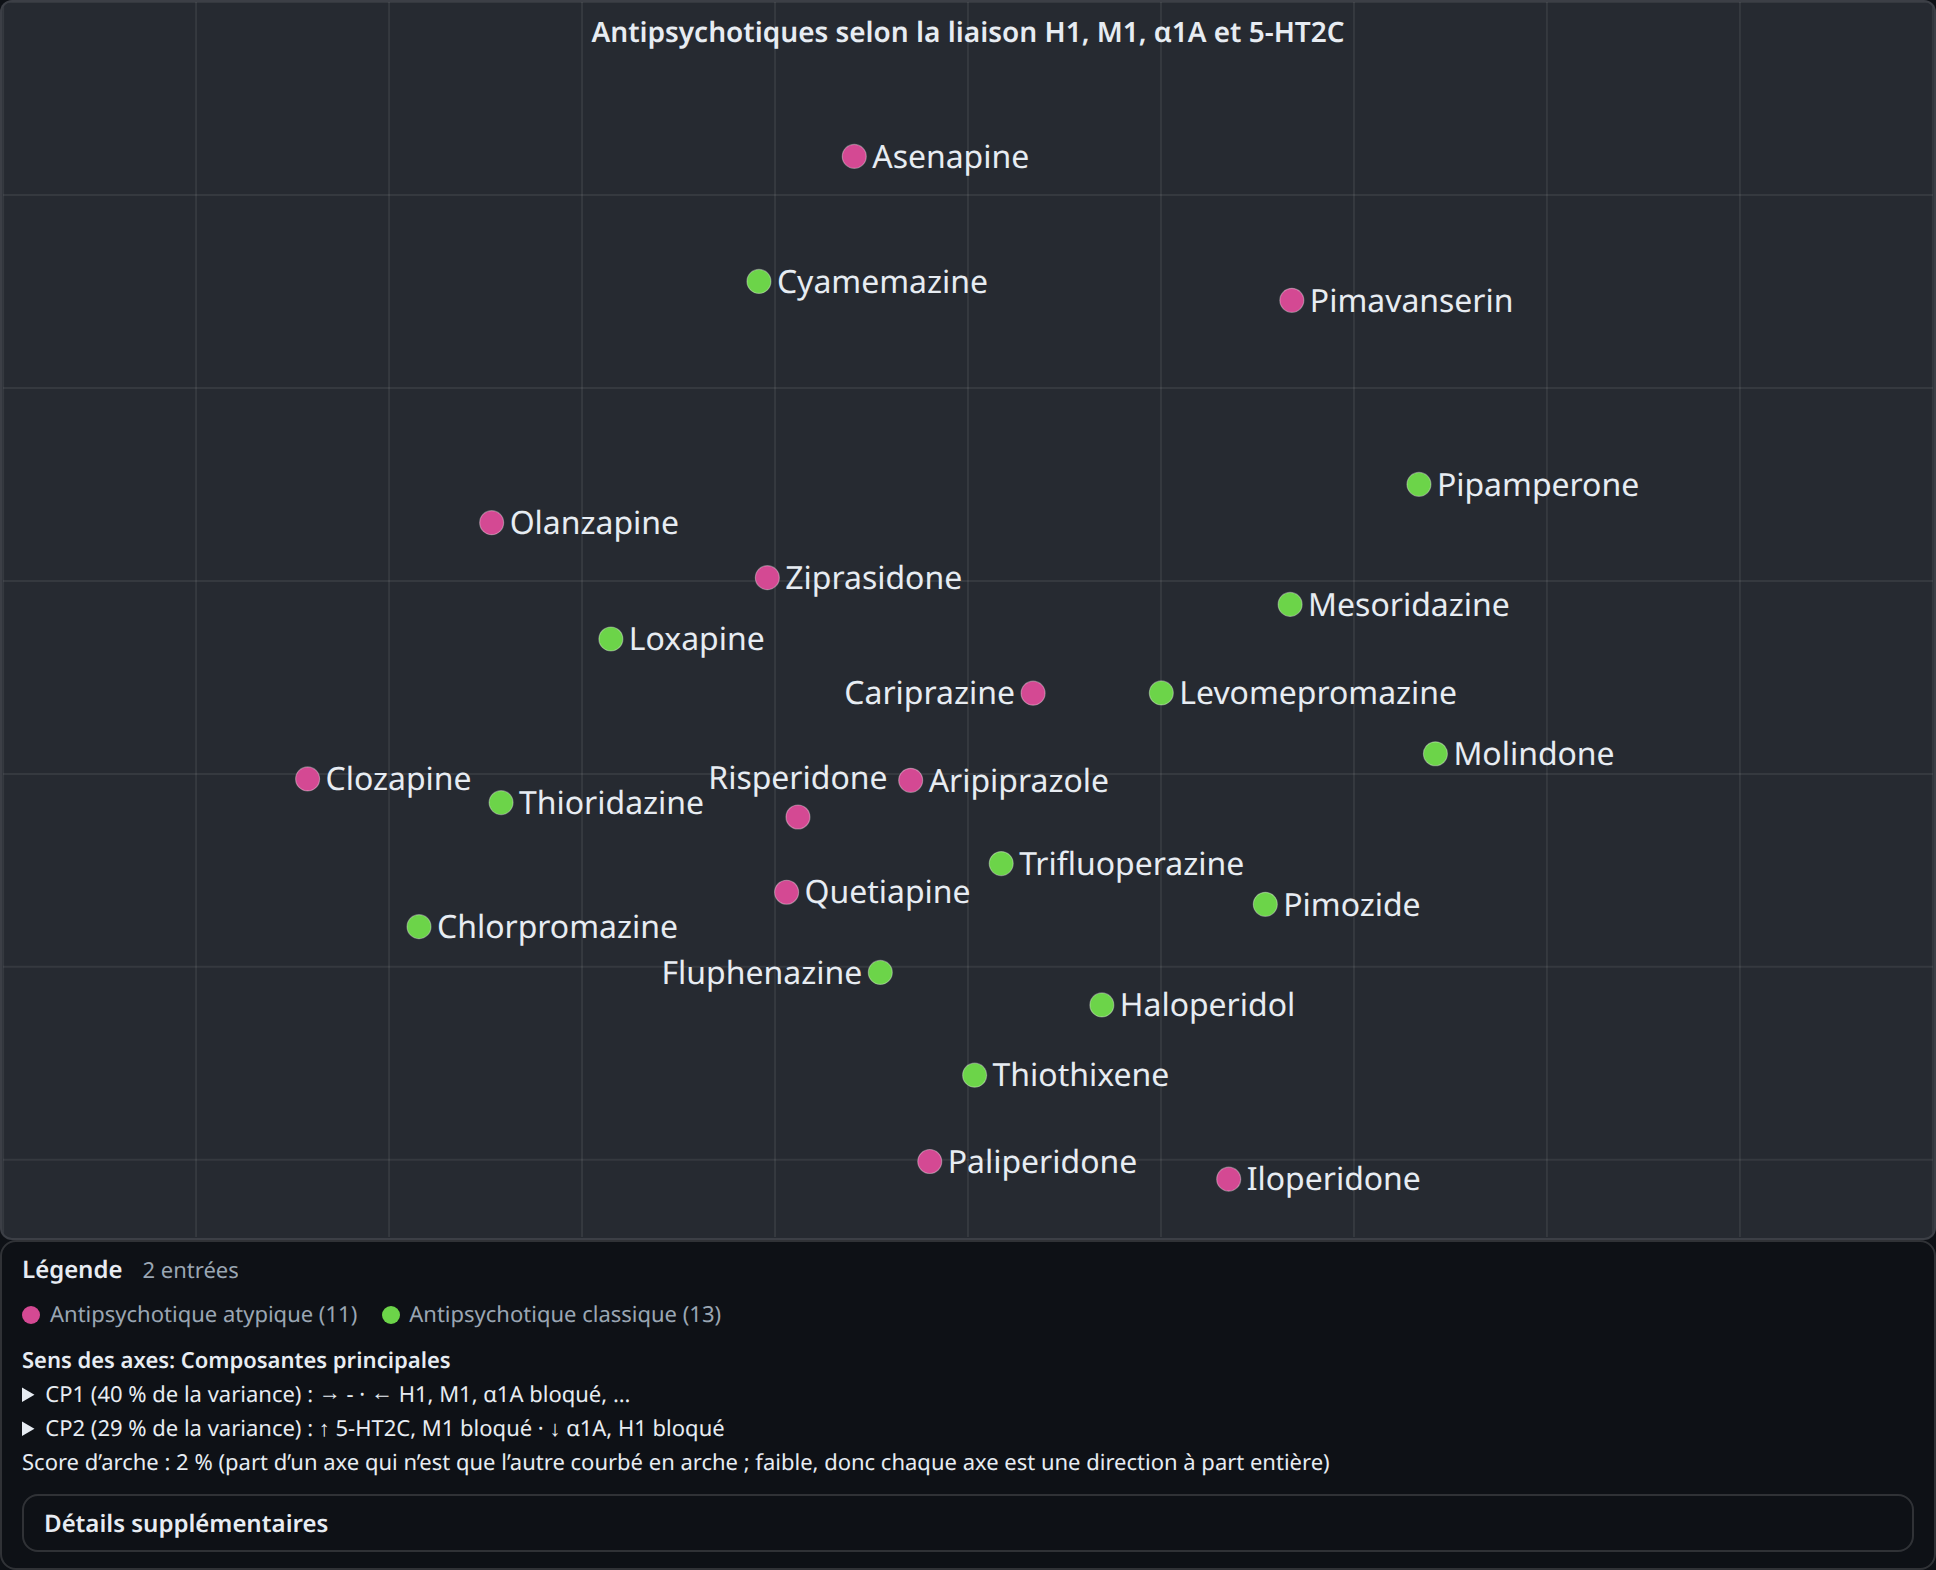 Antipsychotiques selon la liaison H1, M1, α1A et 5-HT2C
Asenapine
Cyamemazine
Pimavanserin
Pipamperone
Olanzapine
Ziprasidone
Mesoridazine
Loxapine
Cariprazine
Levomepromazine
Molindone
Clozapine
Risperidone
Aripiprazole
Thioridazine
Trifluoperazine
Quetiapine
Pimozide
Chlorpromazine
Fluphenazine
Haloperidol
Thiothixene
Paliperidone
Iloperidone
Légende 2 entrées
Antipsychotique atypique (11) Antipsychotique classique (13)
Sens des axes: Composantes principales
▶ CP1 (40 % de la variance) : → - · ← H1, M1, α1A bloqué, ...
▶ CP2 (29 % de la variance) : ↑ 5-HT2C, M1 bloqué · ↓ α1A, H1 bloqué
Score d’arche : 2 % (part d’un axe qui n’est que l’autre courbé en arche ; faible, donc chaque axe est une direction à part entière)
Détails supplémentaires